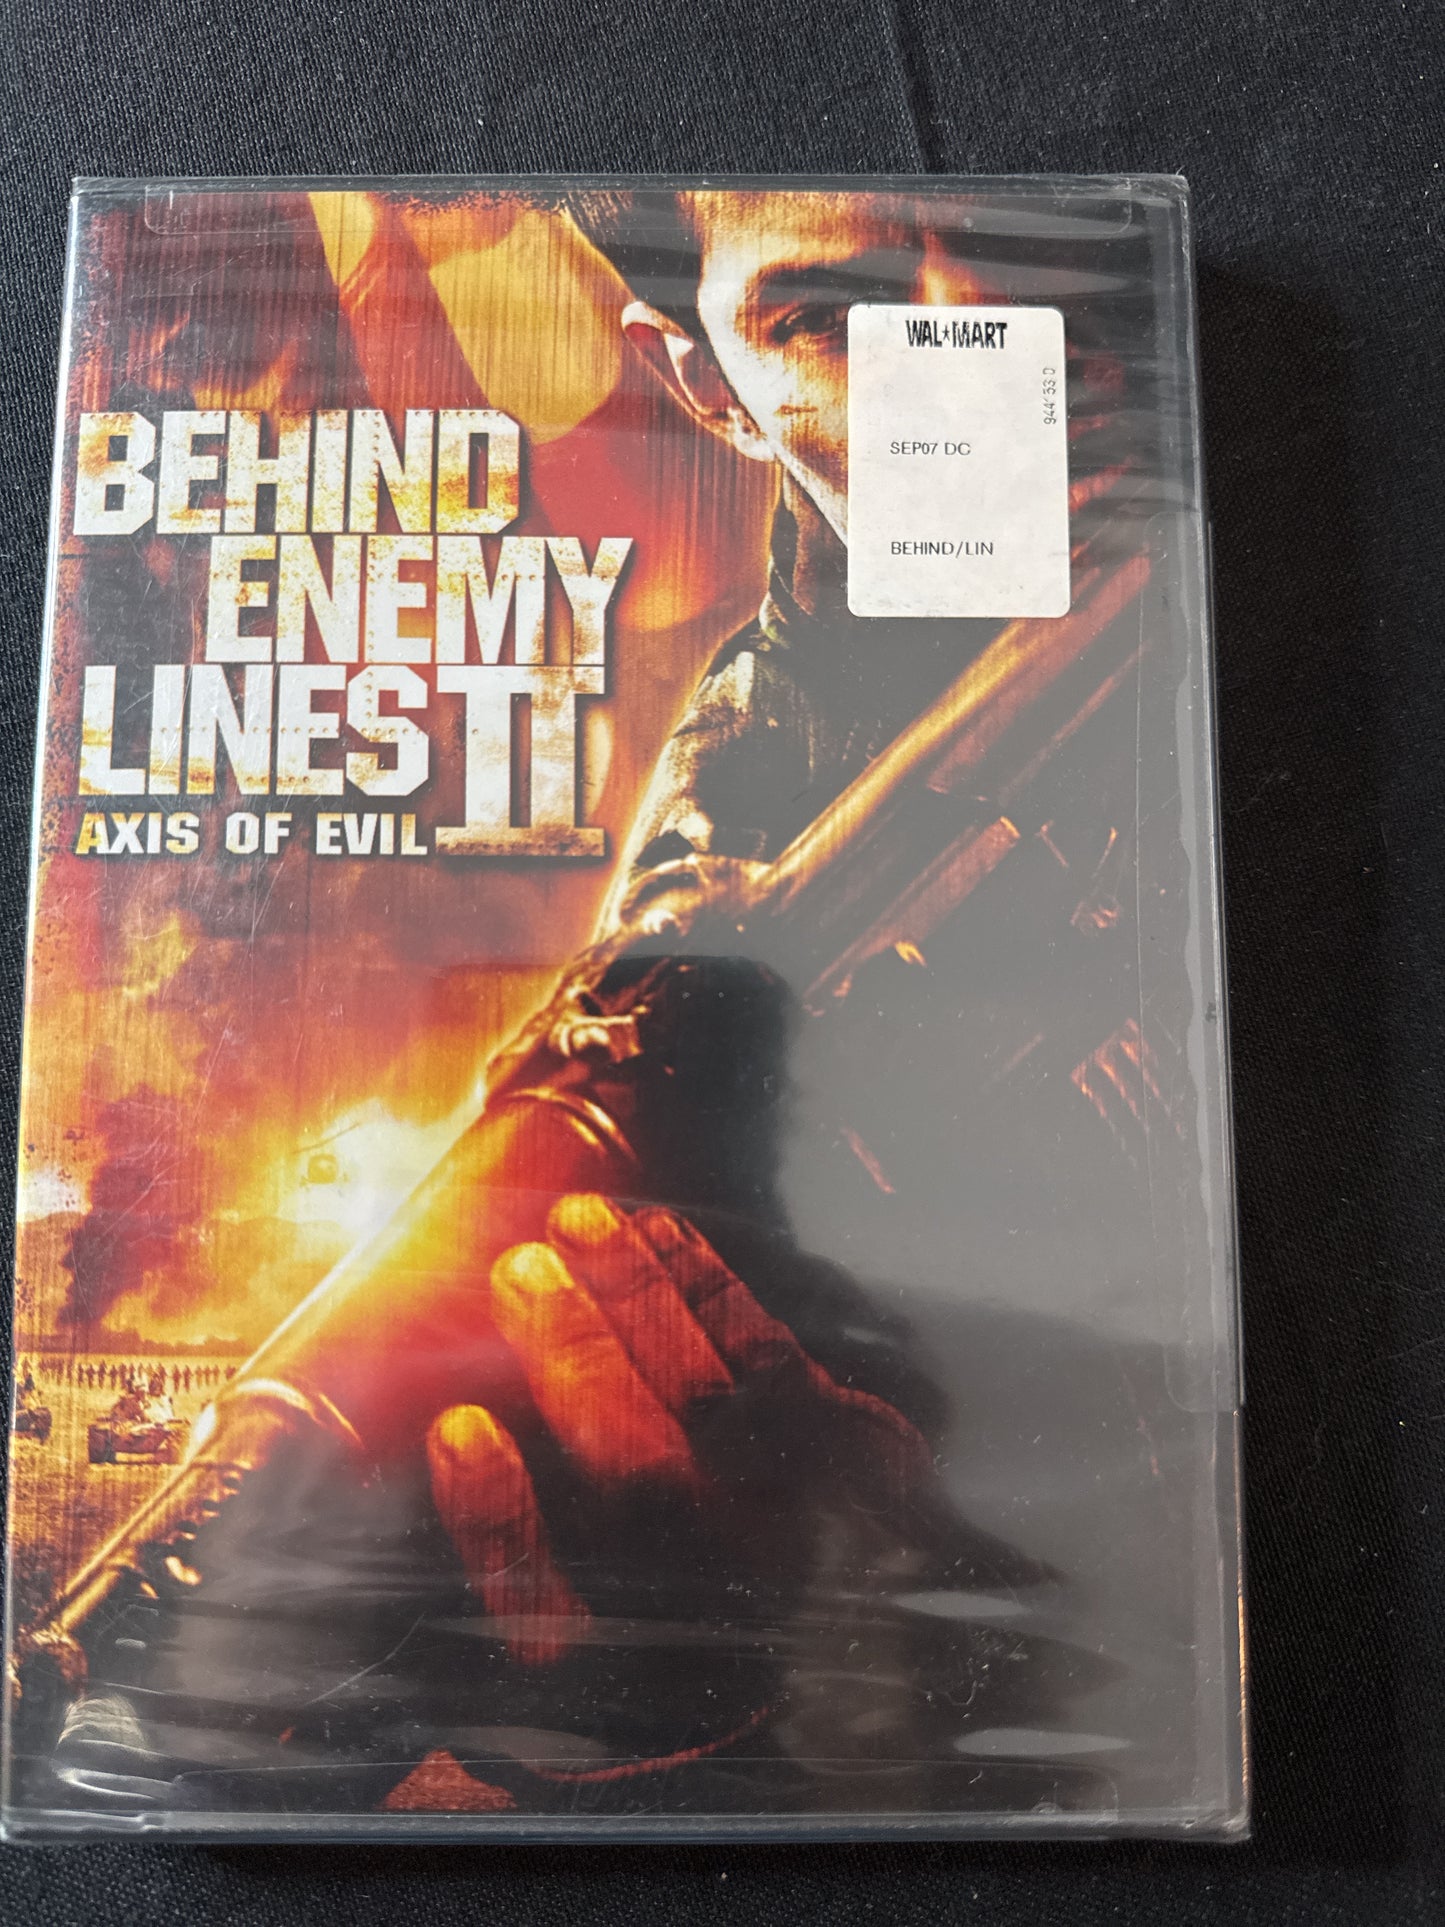 BEHIND
ENEMY
LINES II
AXIS OF EVIL
WAL★MART
SEP07 DC
BEHIND/LIN